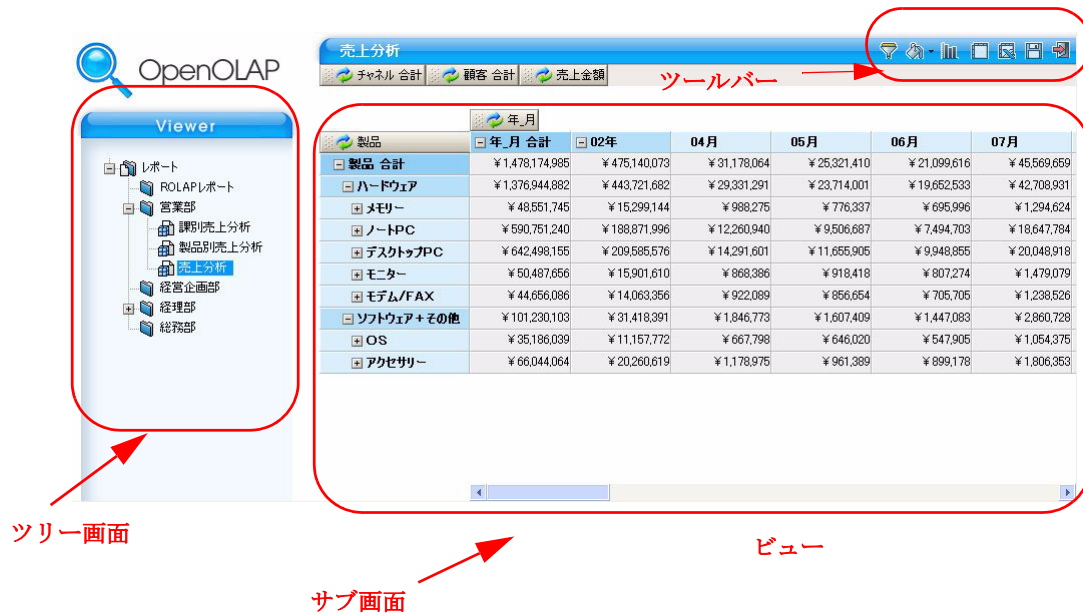 OpenOLAP
売上分析
チャネル 合計 顧客 合計 売上金額
ツールバー
Viewer
レポート
ROLAPレポート
営業部
課別売上分析
製品別売上分析
売上分析
経営企画部
経理部
総務部
年_月
製品 年_月 合計 02年 04月 05月 06月 07月
製品 合計 ¥1,478,174,985 ¥475,140,073 ¥31,178,064 ¥25,321,410 ¥21,099,616 ¥45,569,659
ハードウェア ¥1,376,944,882 ¥443,721,682 ¥29,331,291 ¥23,714,001 ¥19,652,533 ¥42,708,931
メモリー ¥48,551,745 ¥15,299,144 ¥988,275 ¥776,337 ¥695,996 ¥1,294,624
ノートPC ¥590,751,240 ¥188,871,996 ¥12,260,940 ¥9,506,687 ¥7,494,703 ¥18,647,784
デスクトップPC ¥642,498,155 ¥209,585,576 ¥14,291,601 ¥11,655,905 ¥9,948,855 ¥20,048,918
モニター ¥50,487,656 ¥15,901,610 ¥868,386 ¥918,418 ¥807,274 ¥1,479,079
モデム/FAX ¥44,656,086 ¥14,063,356 ¥922,089 ¥856,654 ¥705,705 ¥1,238,526
ソフトウェア+その他 ¥101,230,103 ¥31,418,391 ¥1,846,773 ¥1,607,409 ¥1,447,083 ¥2,860,728
OS ¥35,186,039 ¥11,157,772 ¥667,798 ¥646,020 ¥547,905 ¥1,054,375
アクセサリー ¥66,044,064 ¥20,260,619 ¥1,178,975 ¥961,389 ¥899,178 ¥1,806,353
ツリー画面
ビュー
サブ画面